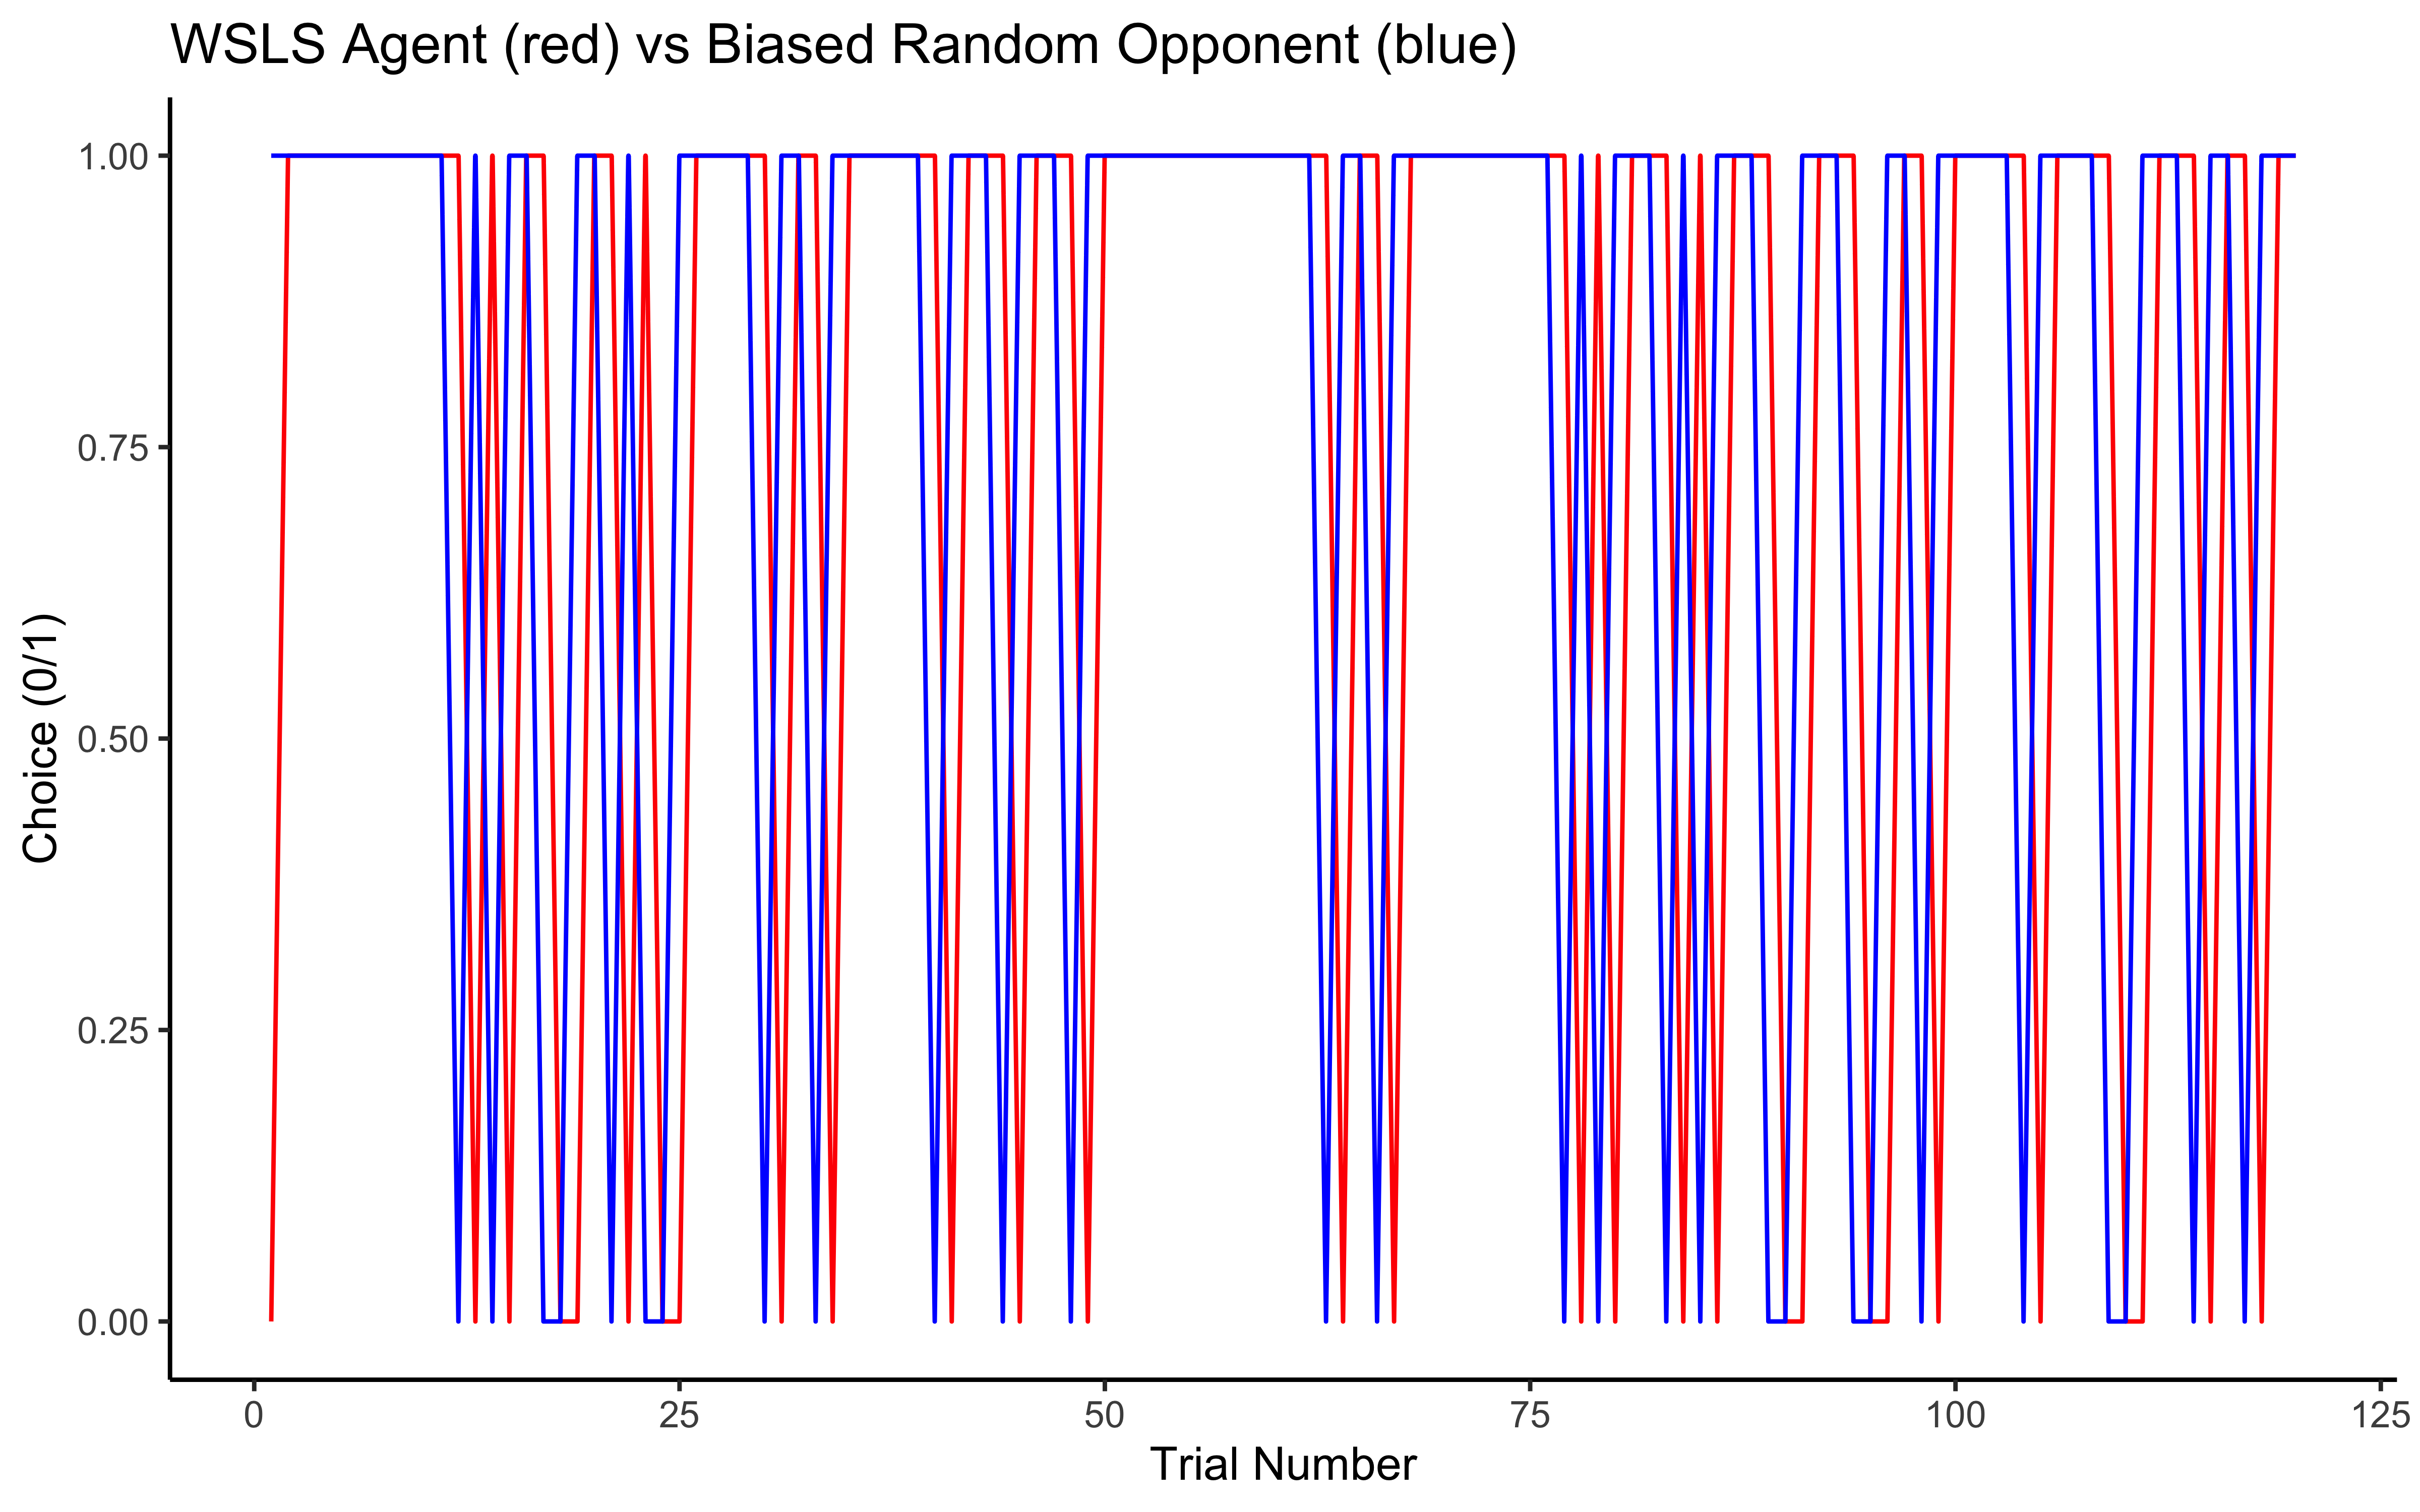 WSLS Agent (red) vs Biased Random Opponent (blue)
Choice (0/1)
1.00
0.75
0.50
0.25
0.00
0 25 50 75 100 125
Trial Number